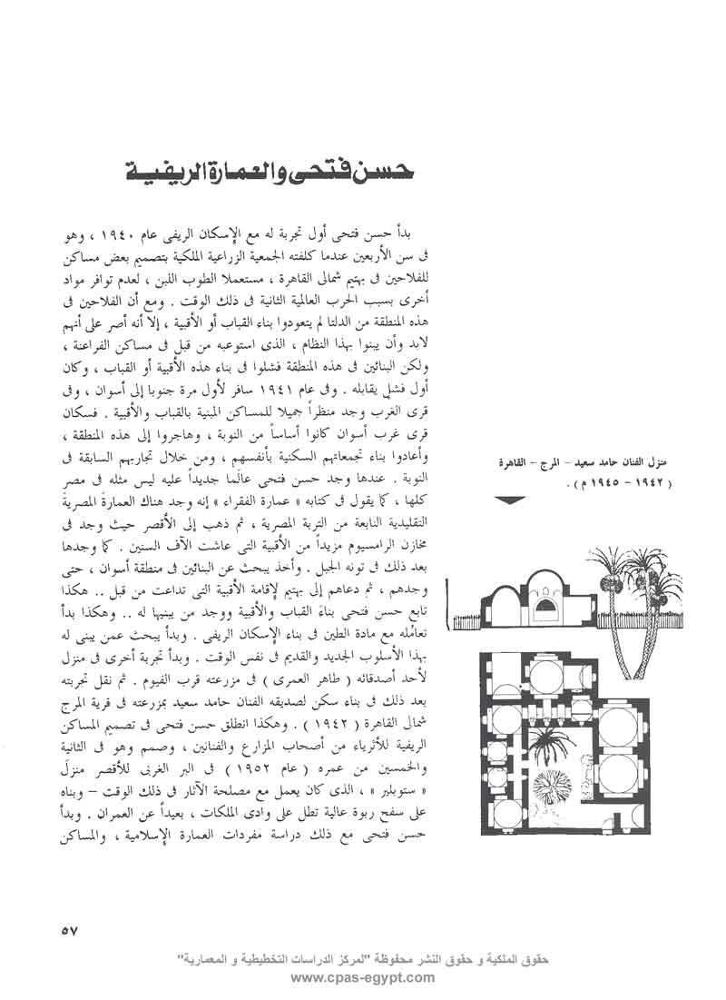 حسن فتحى والعمارة الريفية
بدأ حسن فتحى أول تجربة له مع الإسكان الريفى عام ١٩٤٠ ، وهو
فى سن الأربعين عندما كلفته الجمعية الزراعية الملكية بتصميم بعض مساكن
للفلاحين فى بهتيم شمالى القاهرة ، مستعملا الطوب اللبن ، لعدم توافر مواد
أخرى بسبب الحرب العالمية الثانية فى ذلك الوقت . ومع أن الفلاحين فى
هذه المنطقة من الدلتا لم يتعودوا بناء القباب أو الأقبية ، إلا أنه أصر على أنهم
لابد وأن يبنوا بهذا النظام ، الذى استوعبه من قبل فى مساكن الفراعنة ،
ولكن البنائين فى هذه المنطقة فشلوا فى بناء هذه الأقبية أو القباب ، وكان
أول فشلٍ يقابله . وفى عام ١٩٤١ سافر لأول مرة جنوبا إلى أسوان ، وفى
قرى الغرب وجد منظراً جميلا للمساكن المبنية بالقباب والأقبية . فسكان
قرى غرب أسوان كانوا أساساً من النوبة ، وهاجروا إلى هذه المنطقة ،
وأعادوا بناء تجمعاتهم السكنية بأنفسهم ، ومن خلال تجاربهم السابقة فى
النوبة . عندها وجد حسن فتحى عالَما جديداً عليه ليس مثله فى مصر
كلها ، كما يقول فى كتابه « عمارة الفقراء » إنه وجد هناك العمارةَ المصريةَ
التقليدية النابعة من التربة المصرية ، ثم ذهب إلى الأقصر حيث وجد فى
مخازن الرامسيوم مزيداً من الأقبية التى عاشت الآف السنين . كما وجدها
بعد ذلك فى تونه الجبل . وأخذ يبحث عن البنائين فى منطقة أسوان ، حتى
وجدهم ، ثم دعاهم إلى بهتيم لإقامة الأقبية التى تداعت من قبل .. هكذا
تابع حسن فتحى بناءَ القباب والأقبية ووجد من يبنيها له .. وهكذا بدأ
تعامُله مع مادة الطين فى بناء الإسكان الريفى . وبدأ يبحث عمن يبنى له
بهذا الأسلوب الجديد والقديم فى نفس الوقت . وبدأ تجربة أخرى فى منزل
لأحد أصدقائه ( طاهر العمرى ) فى مزرعته قرب الفيوم . ثم نقل تجربته
بعد ذلك فى بناء سكن لصديقه الفنان حامد سعيد بمزرعته فى قرية المرج
شمالى القاهرة ( ١٩٤٢ ) . وهكذا انطلق حسن فتحى فى تصميم المساكن
الريفية للأثرياء من أصحاب المزارع والفنانين ، وصمم وهو فى الثانية
والخمسين من عمره ( عام ١٩٥٢ ) فى البر الغربى للأقصر منزلَ
« ستوبلير » ، الذى كان يعمل مع مصلحة الآثار فى ذلك الوقت – وبناه
على سفح ربوة عالية تطل على وادى الملكات ، بعيداً عن العمران . وبدأ
حسن فتحى مع ذلك دراسة مفردات العمارة الإسلامية ، والمساكن
منزل الفنان حامد سعيد – المرج – القاهرة
( ١٩٤٢ – ١٩٤٥ م ) .
٥٧
حقوق الملكية و حقوق النشر محفوظة "لمركز الدراسات التخطيطية و المعمارية"
www.cpas-egypt.com